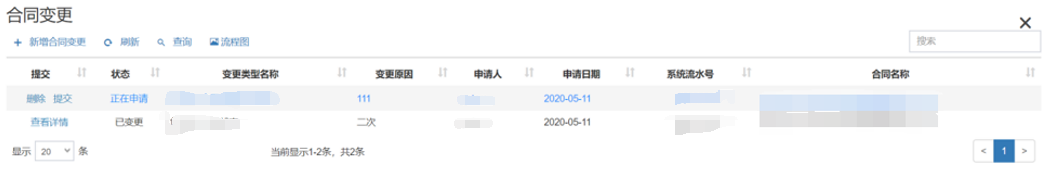 合同变更
新增合同变更 刷新 查询 流程图 搜索
提交 状态 变更类型名称 变更原因 申请人 申请日期 系统流水号 合同名称
删除 提交 正在申请 111 2020-05-11
查看详情 已变更 二次 2020-05-11
显示 20 条 当前显示1-2条，共2条 < 1 >